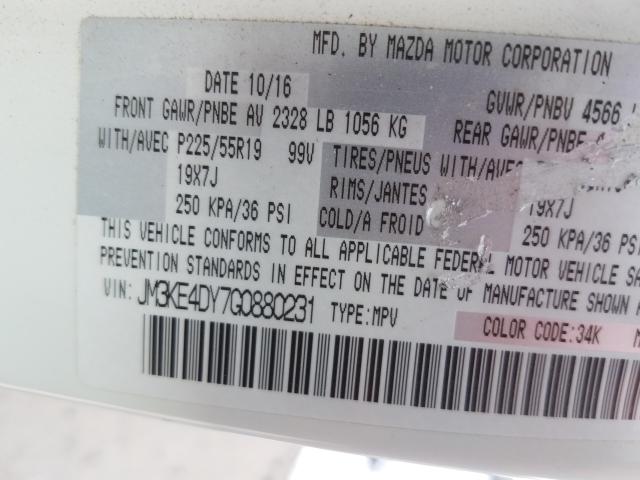 MFD. BY MAZDA MOTOR CORPORATION
DATE 10/16
GVWR/PNBV 4566
FRONT GAWR/PNBE AV 2328 LB 1056 KG
REAR GAWR/PNBE
WITH/AVEC P225/55R19 99V TIRES/PNEUS WITH/AVEC
19X7J RIMS/JANTES 19X7J
250 KPA/36 PSI COLD/A FROID 250 KPA/36 PSI
THIS VEHICLE CONFORMS TO ALL APPLICABLE FEDERAL MOTOR VEHICLE
PREVENTION STANDARDS IN EFFECT ON THE DATE OF MANUFACTURE SHOWN
VIN: JM3KE4DY7G0880231 TYPE:MPV
COLOR CODE:34K